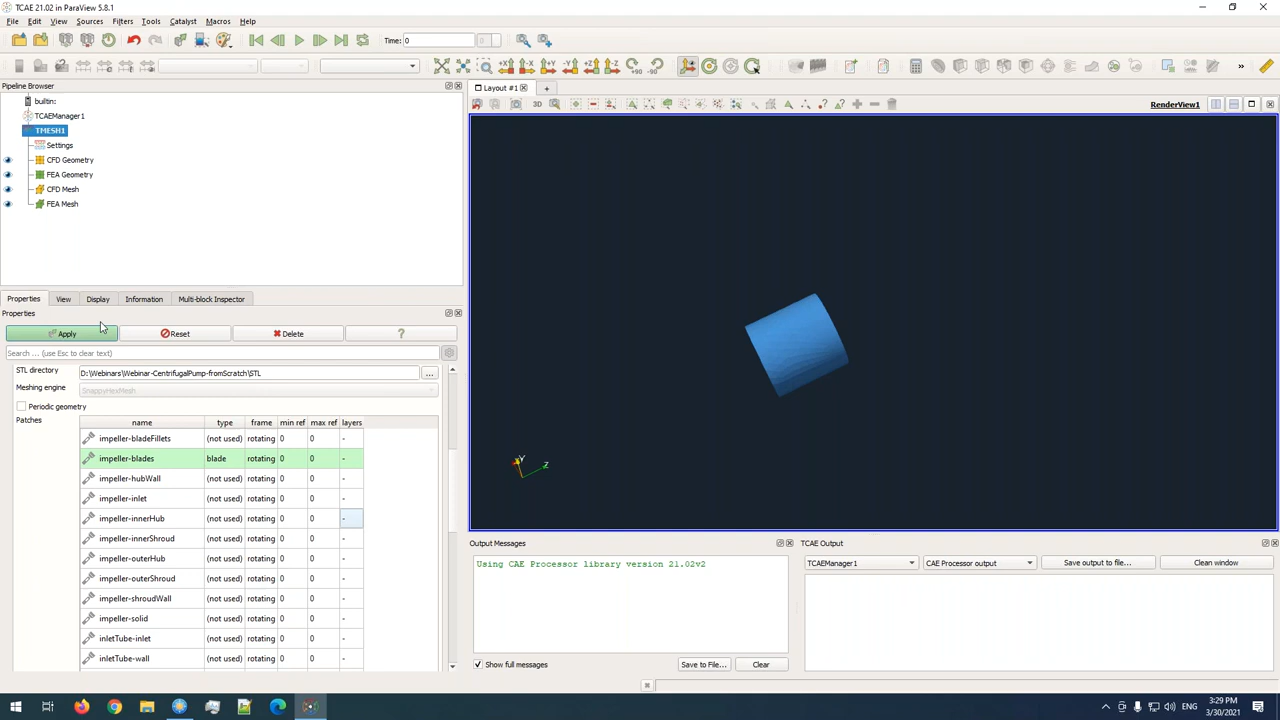 TCAE 21.02 in ParaView 5.8.1
File Edit View Sources Filters Tools Catalyst Macros Help
Time: 0
Pipeline Browser
Layout #1
+
3D
RenderView1
builtin:
TCAEManager1
TMESH1
Settings
CFD Geometry
FEA Geometry
CFD Mesh
FEA Mesh
Properties View Display Information Multi-block Inspector
Properties
Apply Reset Delete ?
Search ... (use Esc to clear text)
STL directory D:\Webinars\Webinar-CentrifugalPump-fromScratch\STL ...
Meshing engine SnappyHexMesh
Periodic geometry
Patches
name type frame min ref max ref layers
impeller-bladeFillets (not used) rotating 0 0 -
impeller-blades blade rotating 0 0 -
impeller-hubWall (not used) rotating 0 0 -
impeller-inlet (not used) rotating 0 0 -
impeller-innerHub (not used) rotating 0 0 -
impeller-innerShroud (not used) rotating 0 0 -
impeller-outerHub (not used) rotating 0 0 -
impeller-outerShroud (not used) rotating 0 0 -
impeller-shroudWall (not used) rotating 0 0 -
impeller-solid (not used) rotating 0 0 -
inletTube-inlet (not used) rotating 0 0 -
inletTube-wall (not used) rotating 0 0 -
Y
Z
Output Messages
Using CAE Processor library version 21.02v2
Show full messages Save to File... Clear
TCAE Output
TCAEManager1 CAE Processor output Save output to file... Clean window
ENG
3:29 PM
3/30/2021